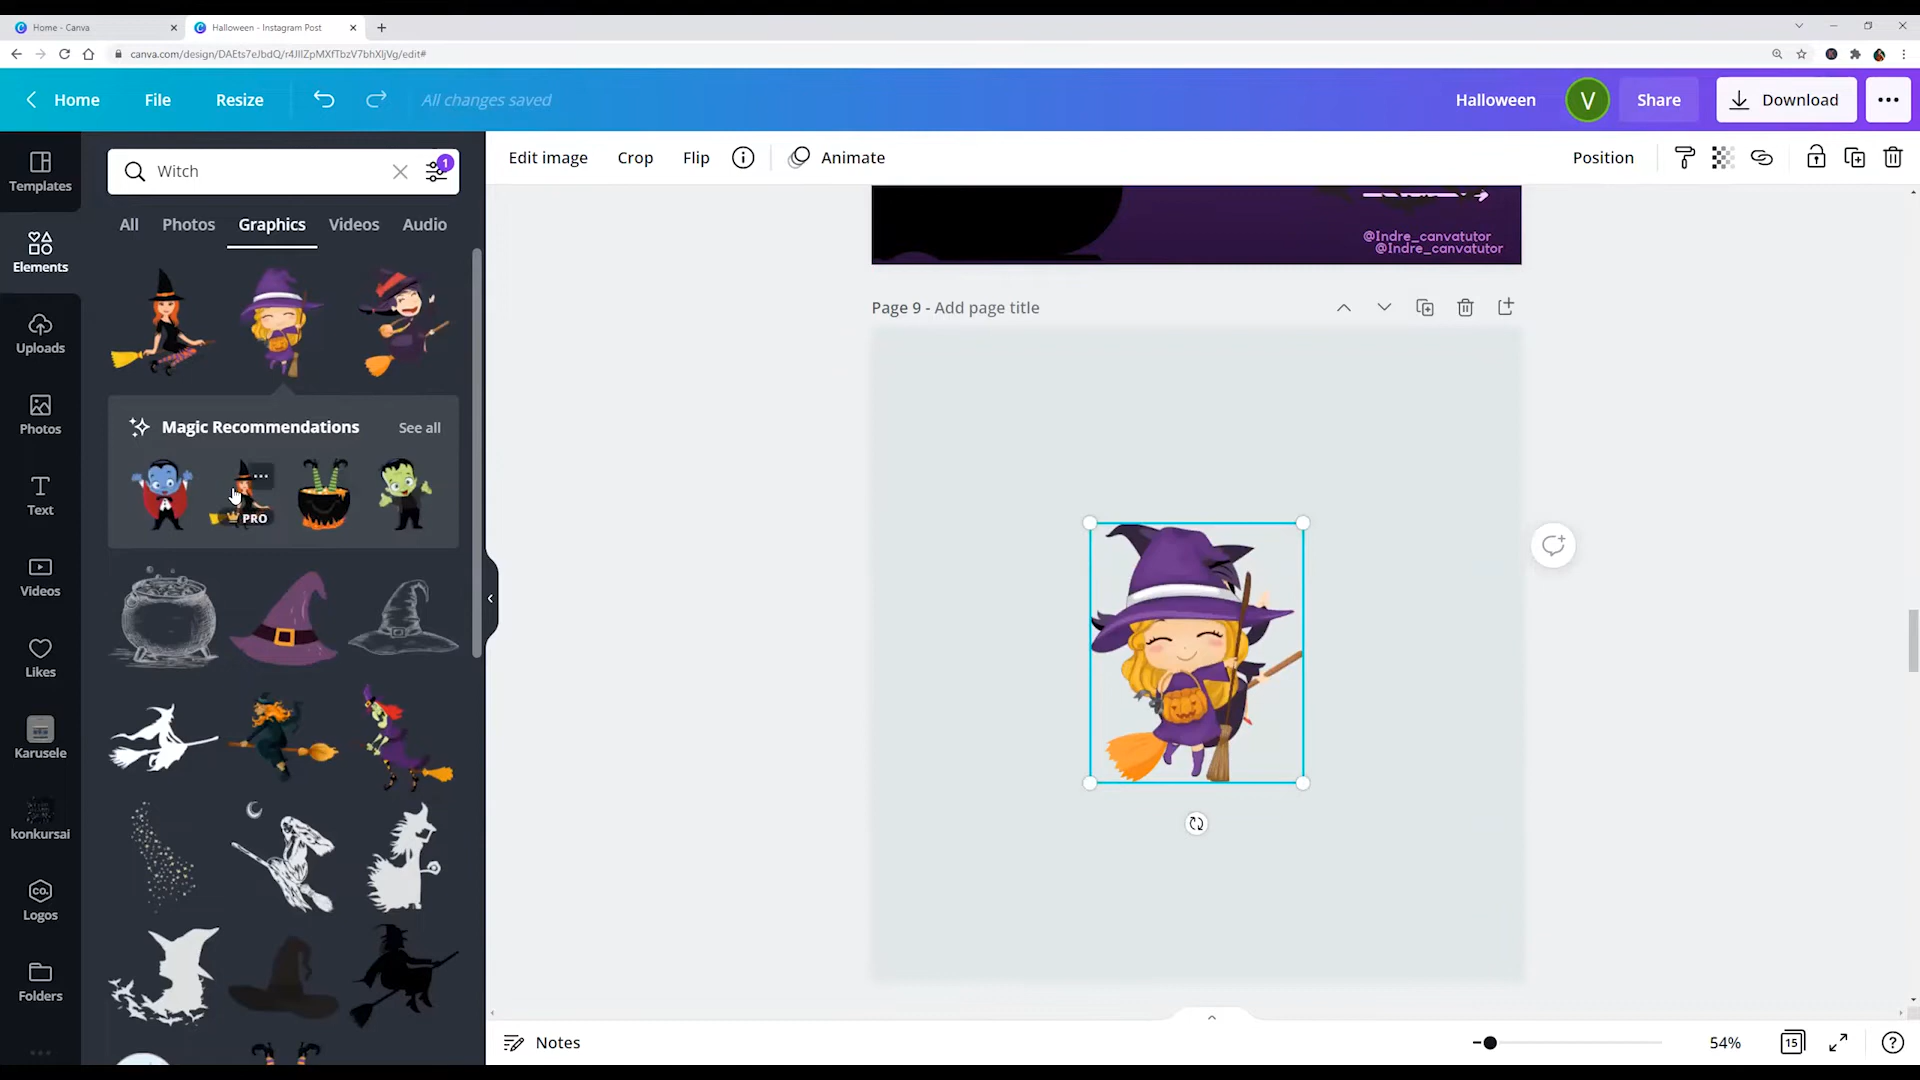 Home - Canva
Halloween - Instagram Post
canva.com/design/DAEts7eJbdQ/r4JIIZpMXfTbzV7bhXljVg/edit#
Home
File
Resize
All changes saved
Halloween
V
Share
Download
Templates
Elements
Uploads
Photos
Text
Videos
Likes
Karusele
konkursai
CO.
Logos
Folders
Witch
1
All
Photos
Graphics
Videos
Audio
Magic Recommendations
See all
PRO
Edit image
Crop
Flip
Animate
Position
@Indre_canvatutor
@Indre_canvatutor
Page 9 - Add page title
Notes
54%
15